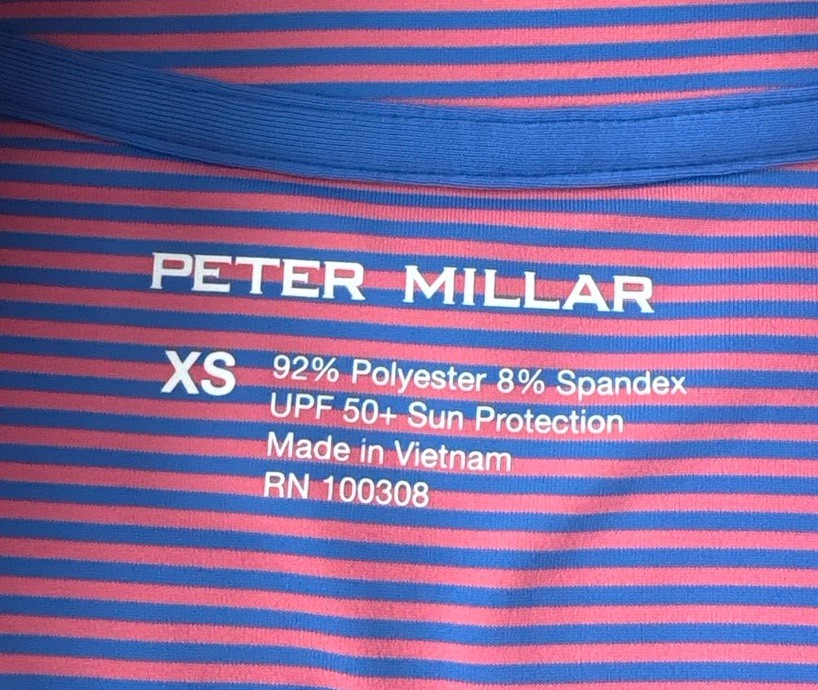 PETER MILLAR
XS 92% Polyester 8% Spandex
UPF 50+ Sun Protection
Made in Vietnam
RN 100308